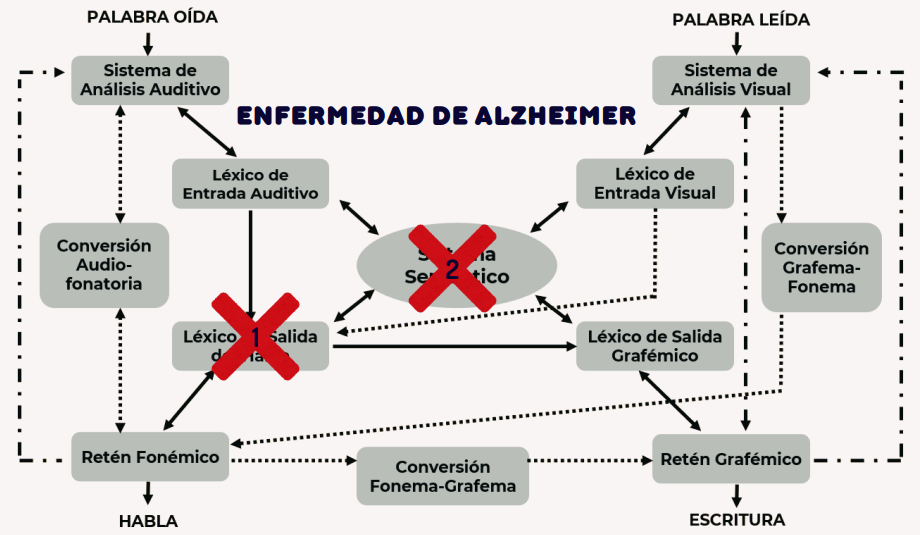 PALABRA OÍDA
PALABRA LEÍDA
Sistema de
Análisis Auditivo
Sistema de
Análisis Visual
ENFERMEDAD DE ALZHEIMER
Léxico de
Entrada Auditivo
Léxico de
Entrada Visual
Conversión
Audio-
fonatoria
2
Conversión
Grafema-
Fonema
Léxico
Salida
1
Léxico de Salida
Grafémico
Retén Fonémico
Conversión
Fonema-Grafema
Retén Grafémico
HABLA
ESCRITURA